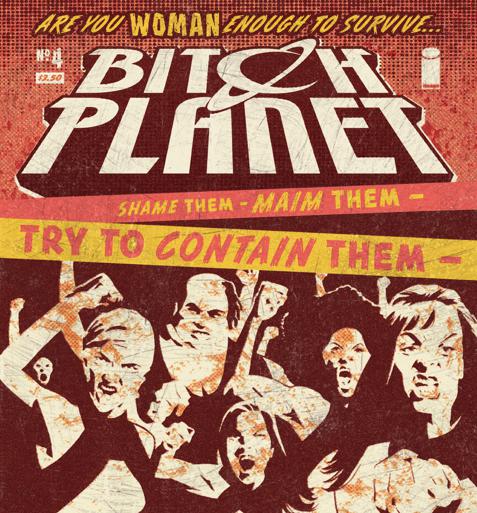 ARE YOU WOMAN ENOUGH TO SURVIVE...
Nº 4
$3.50
BITCH
PLANET
SHAME THEM - MAIM THEM -
TRY TO CONTAIN THEM -